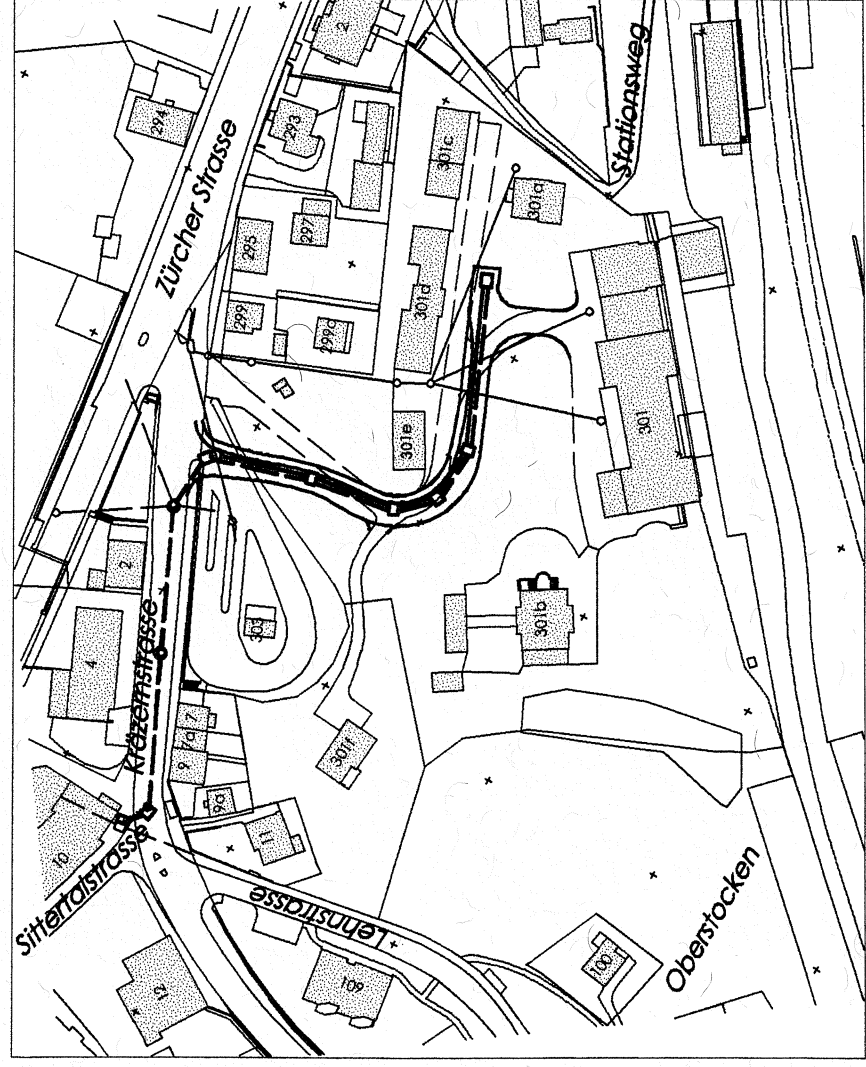 2
Stationsweg
294
Zürcher Strasse
293
301c
301a
295
297
301d
299
299a
301e
301
2
Kräzernstrasse
303
301b
4
7
7a
9
301f
9a
11
10
Sittertalstrasse
Lehnstrasse
Oberstocken
100
109
12